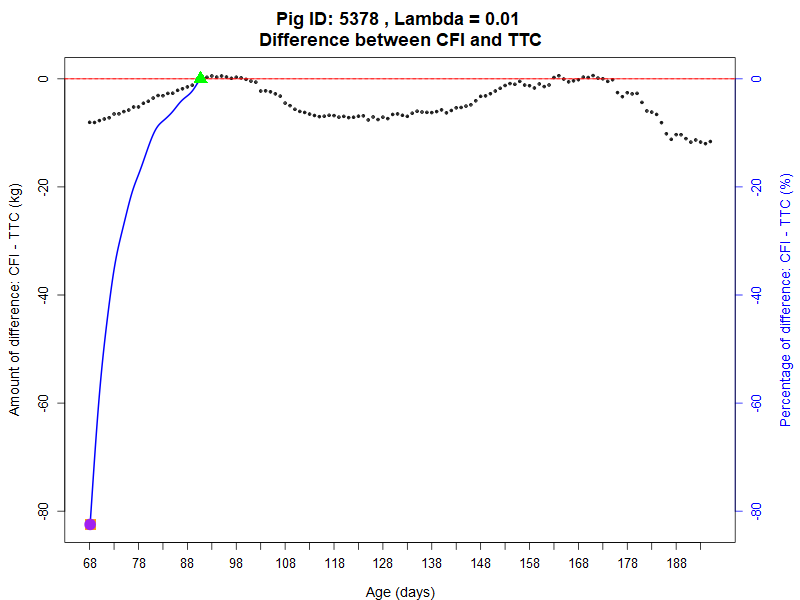 Pig ID: 5378 , Lambda = 0.01
Difference between CFI and TTC
Amount of difference: CFI - TTC (kg)
0
-20
-40
-60
-80
Percentage of difference: CFI - TTC (%)
0
-20
-40
-60
-80
68 78 88 98 108 118 128 138 148 158 168 178 188
Age (days)